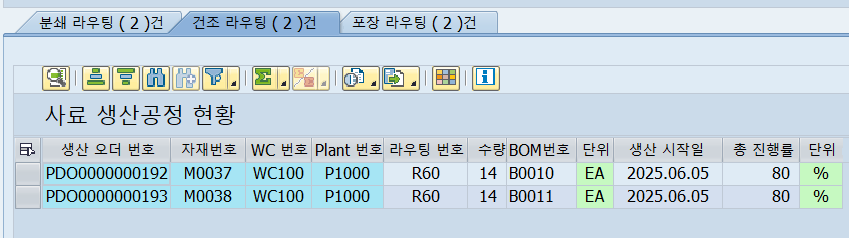 분쇄 라우팅 ( 2 )건 건조 라우팅 ( 2 )건 포장 라우팅 ( 2 )건
사료 생산공정 현황
생산 오더 번호 자재번호 WC 번호 Plant 번호 라우팅 번호 수량 BOM번호 단위 생산 시작일 총 진행률 단위
PDO0000000192 M0037 WC100 P1000 R60 14 B0010 EA 2025.06.05 80 %
PDO0000000193 M0038 WC100 P1000 R60 14 B0011 EA 2025.06.05 80 %